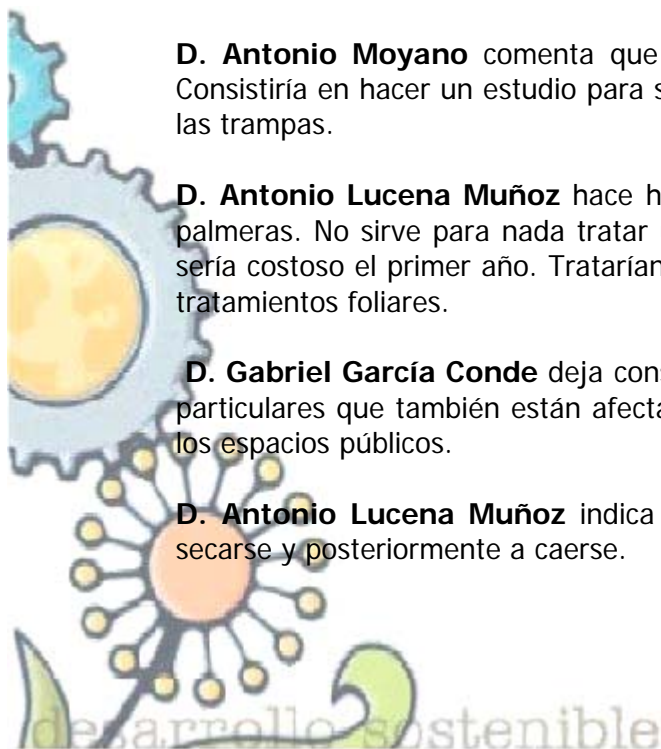 D. Antonio Moyano comenta que
Consistiría en hacer un estudio para s
las trampas.
D. Antonio Lucena Muñoz hace h
palmeras. No sirve para nada tratar
sería costoso el primer año. Tratarían
tratamientos foliares.
D. Gabriel García Conde deja cons
particulares que también están afecta
los espacios públicos.
D. Antonio Lucena Muñoz indica
secarse y posteriormente a caerse.
desarrollo sostenible